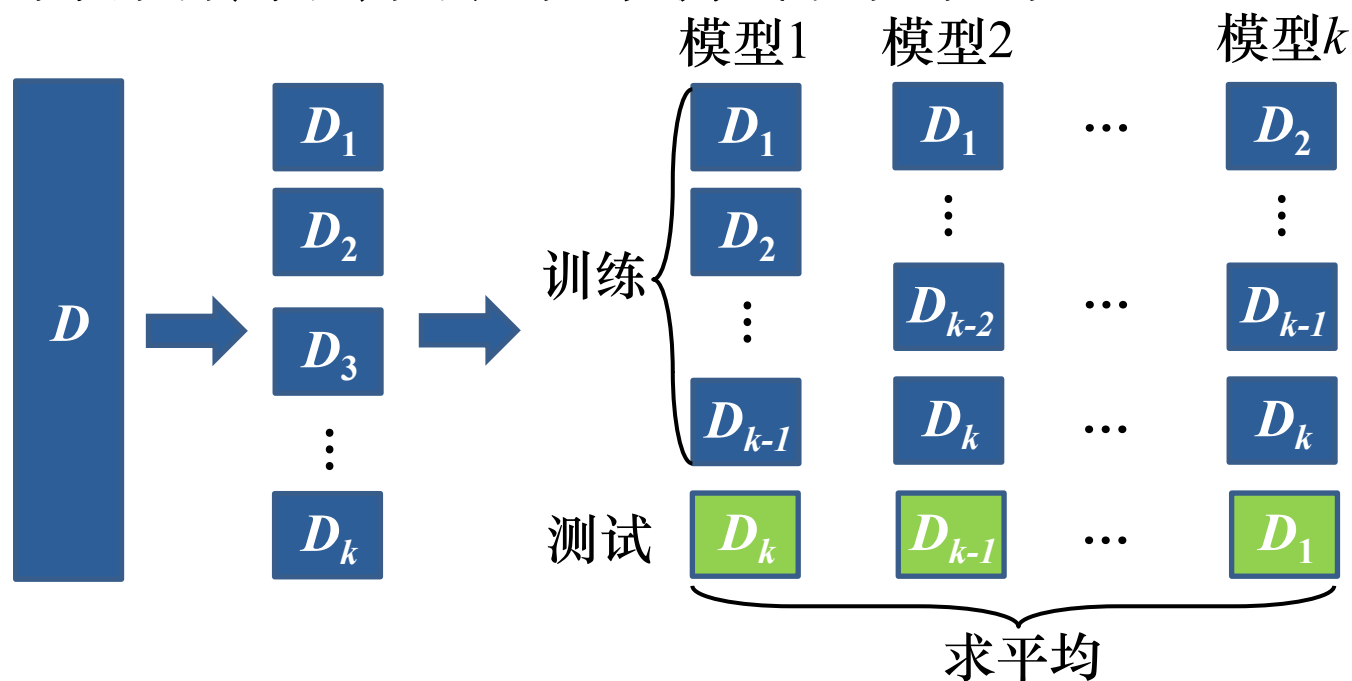 模型1 模型2 模型k
D
D1
D2
D3
⋮
Dk
训练
D1 D1 … D2
D2 ⋮ ⋮
⋮ Dk-2 … Dk-1
Dk-1 Dk … Dk
测试 Dk Dk-1 … D1
求平均